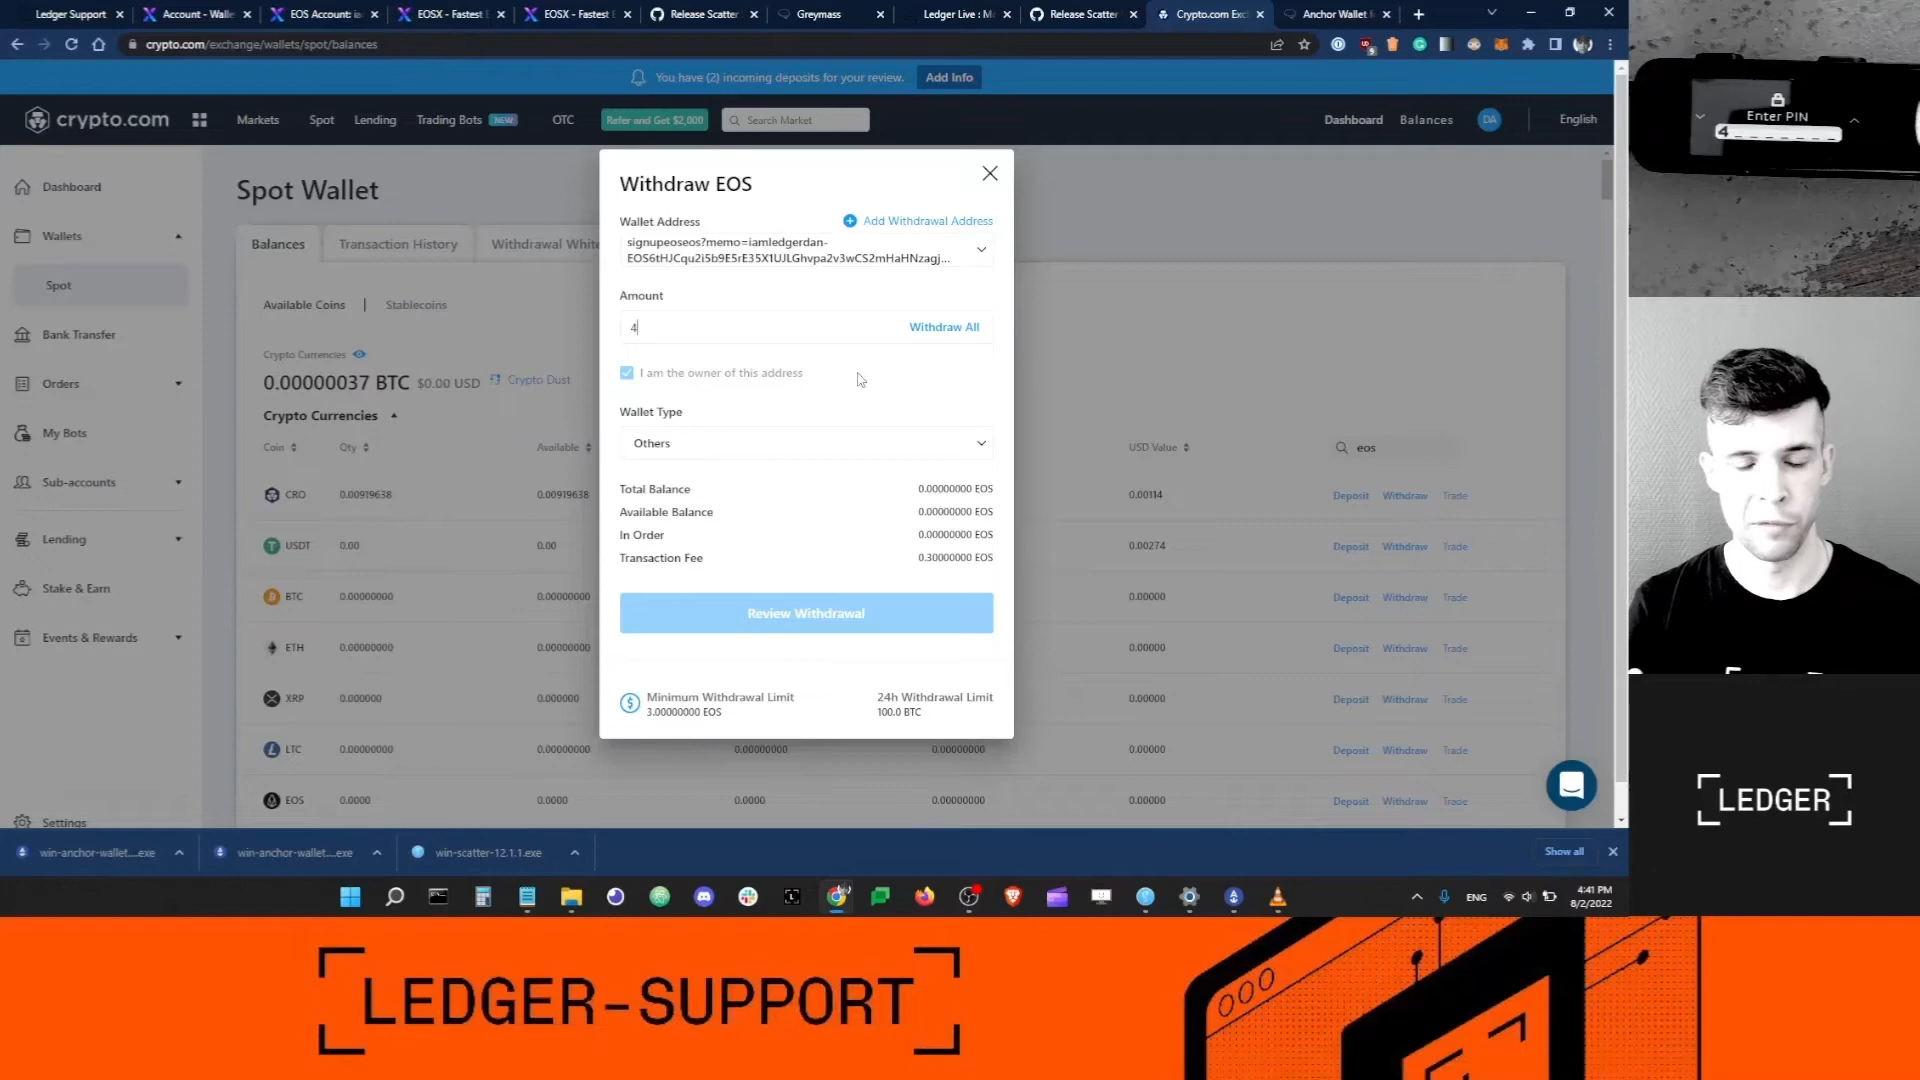 Ledger Support
Account - Walle
EOS Account: i
EOSX - Fastest E
EOSX - Fastest E
Release Scatter
Greymass
Ledger Live : M
Release Scatter
Crypto.com Exc
Anchor Wallet
crypto.com/exchange/wallets/spot/balances
You have (2) incoming deposits for your review.
Add Info
crypto.com
Markets
Spot
Lending
Trading Bots
NEW
OTC
Refer and Get $2,000
Search Market
Dashboard
Balances
DA
English
Dashboard
Wallets
Spot
Bank Transfer
Orders
My Bots
Sub-accounts
Lending
Stake & Earn
Events & Rewards
Settings
Spot Wallet
Balances
Transaction History
Withdrawal White
Available Coins | Stablecoins
Crypto Currencies
0.00000037 BTC $0.00 USD
Crypto Dust
Crypto Currencies
Coin
Qty
Available
USD Value
eos
CRO 0.00919638 0.00919638 0.00114 Deposit Withdraw Trade
USDT 0.00 0.00 0.00274 Deposit Withdraw Trade
BTC 0.00000000 0.00000000 0.00000 Deposit Withdraw Trade
ETH 0.00000000 0.00000000 0.00000 Deposit Withdraw Trade
XRP 0.000000 0.000000 0.00000 Deposit Withdraw Trade
LTC 0.00000000 0.00000000 0.00000000 0.00000000 0.00000 Deposit Withdraw Trade
EOS 0.0000 0.0000 0.0000 0.00000000 0.00000 Deposit Withdraw Trade
Withdraw EOS
Wallet Address
Add Withdrawal Address
signupeoseos?memo=iamledgerdan-
EOS6tHJCqu2i5b9E5rE35X1UJLGhvpa2v3wCS2mHaHNzagj...
Amount
4
Withdraw All
I am the owner of this address
Wallet Type
Others
Total Balance 0.00000000 EOS
Available Balance 0.00000000 EOS
In Order 0.00000000 EOS
Transaction Fee 0.30000000 EOS
Review Withdrawal
Minimum Withdrawal Limit
3.00000000 EOS
24h Withdrawal Limit
100.0 BTC
win-anchor-wallet....exe
win-anchor-wallet....exe
win-scatter-12.1.1.exe
Show all
ENG
4:41 PM
8/2/2022
Enter PIN
4
LEDGER
LEDGER-SUPPORT